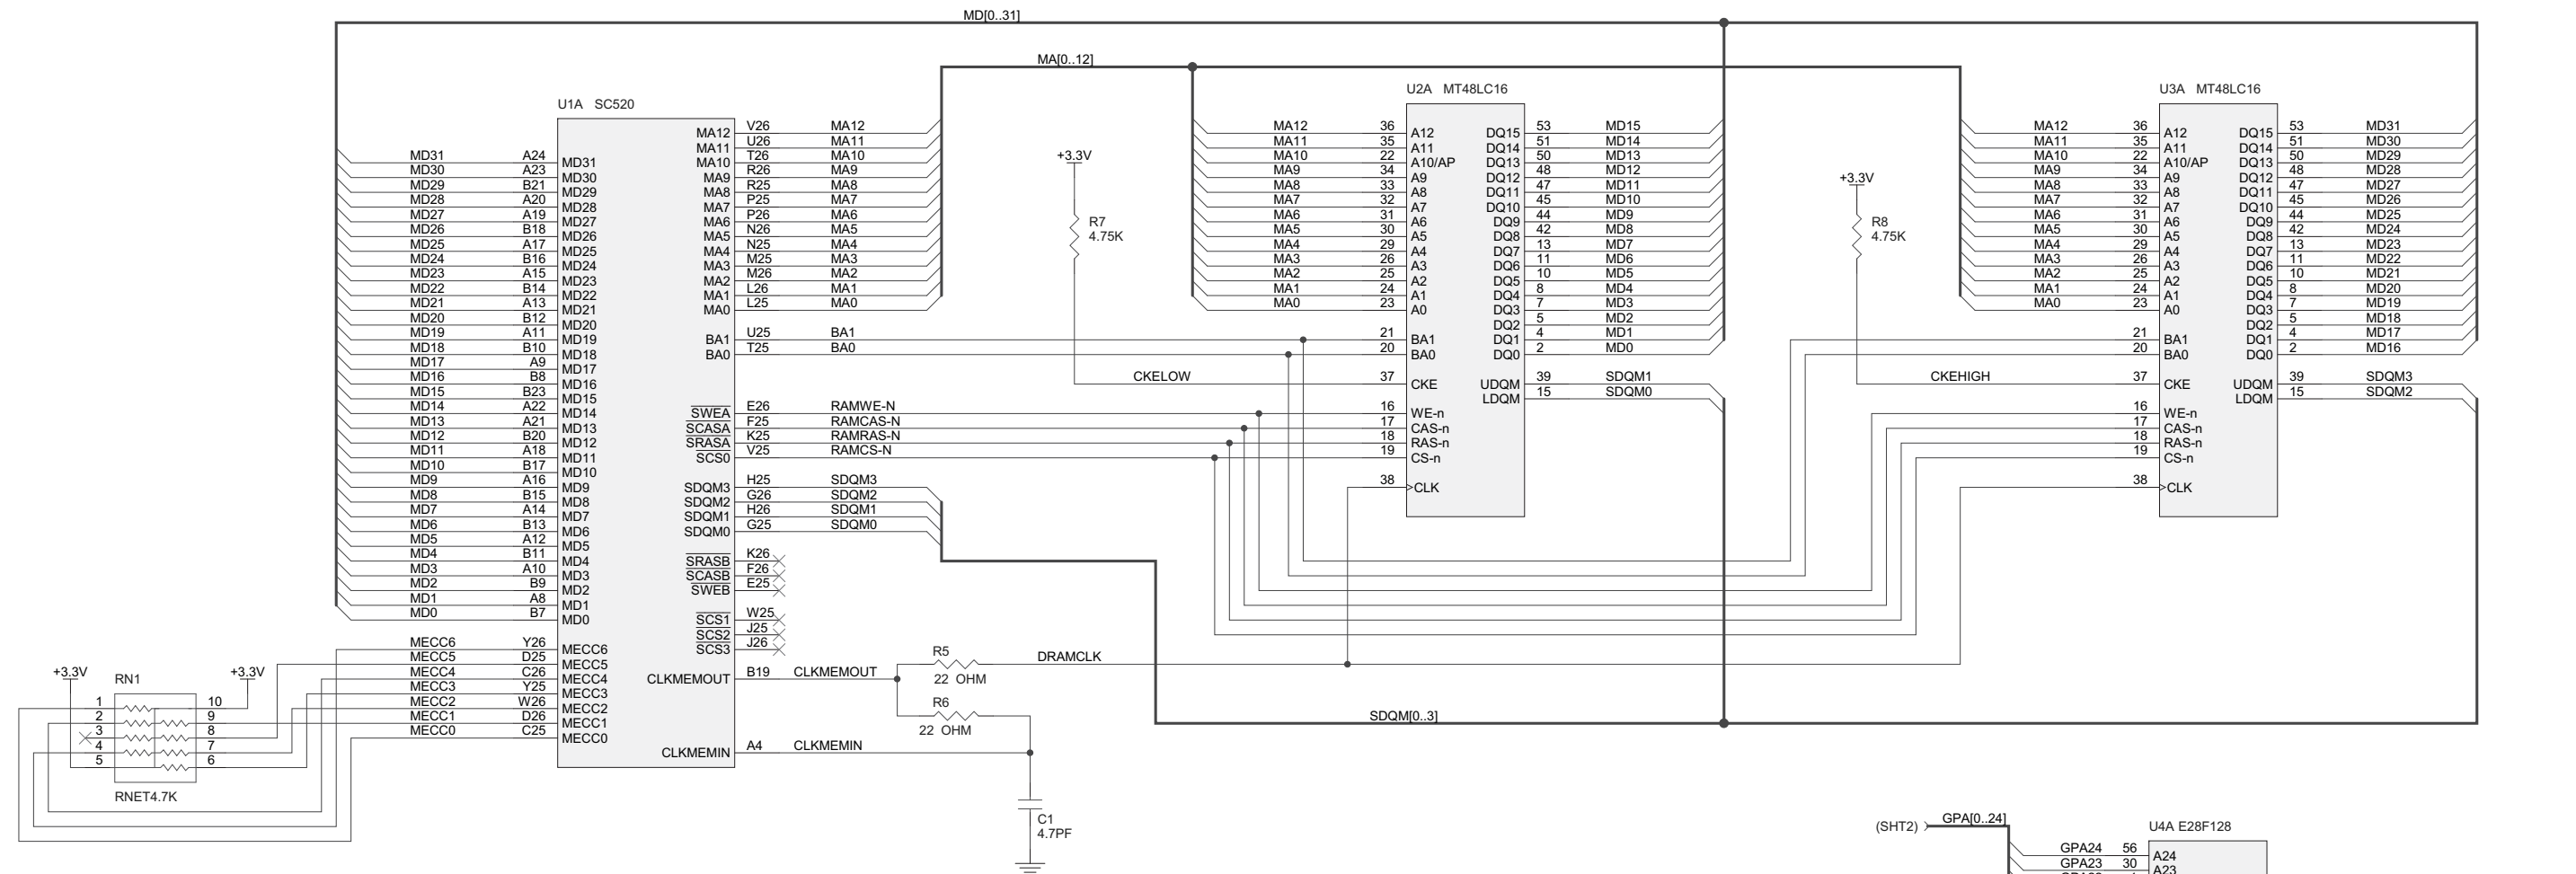 MD[0..31]
MA[0..12]
U1A SC520
MD31 A24 MD31
MD30 A23 MD30
MD29 B21 MD29
MD28 A20 MD28
MD27 A19 MD27
MD26 B18 MD26
MD25 A17 MD25
MD24 B16 MD24
MD23 A15 MD23
MD22 B14 MD22
MD21 A13 MD21
MD20 B12 MD20
MD19 A11 MD19
MD18 B10 MD18
MD17 A9 MD17
MD16 B8 MD16
MD15 B23 MD15
MD14 A22 MD14
MD13 A21 MD13
MD12 B20 MD12
MD11 A18 MD11
MD10 B17 MD10
MD9 A16 MD9
MD8 B15 MD8
MD7 A14 MD7
MD6 B13 MD6
MD5 A12 MD5
MD4 B11 MD4
MD3 A10 MD3
MD2 B9 MD2
MD1 A8 MD1
MD0 B7 MD0
MECC6 Y26 MECC6
MECC5 D25 MECC5
MECC4 C26 MECC4
MECC3 Y25 MECC3
MECC2 W26 MECC2
MECC1 D26 MECC1
MECC0 C25 MECC0
MA12 V26 MA12
MA11 U26 MA11
MA10 T26 MA10
MA9 R26 MA9
MA8 R25 MA8
MA7 P25 MA7
MA6 P26 MA6
MA5 N26 MA5
MA4 N25 MA4
MA3 M25 MA3
MA2 M26 MA2
MA1 L26 MA1
MA0 L25 MA0
BA1 U25 BA1
BA0 T25 BA0
SWEA E26 RAMWE-N
SCASA F25 RAMCAS-N
SRASA K25 RAMRAS-N
SCS0 V25 RAMCS-N
SDQM3 H25 SDQM3
SDQM2 G26 SDQM2
SDQM1 H26 SDQM1
SDQM0 G25 SDQM0
SRASB K26
SCASB F26
SWEB E25
SCS1 W25
SCS2 J25
SCS3 J26
CLKMEMOUT B19 CLKMEMOUT
CLKMEMIN A4 CLKMEMIN
+3.3V
RN1
+3.3V
1 10
2 9
3 8
4 7
5 6
RNET4.7K
R5
22 OHM
DRAMCLK
R6
22 OHM
C1
4.7PF
SDQM[0..3]
+3.3V
R7
4.75K
CKELOW
U2A MT48LC16
MA12 36 A12
MA11 35 A11
MA10 22 A10/AP
MA9 34 A9
MA8 33 A8
MA7 32 A7
MA6 31 A6
MA5 30 A5
MA4 29 A4
MA3 26 A3
MA2 25 A2
MA1 24 A1
MA0 23 A0
21 BA1
20 BA0
37 CKE
16 WE-n
17 CAS-n
18 RAS-n
19 CS-n
38 CLK
DQ15 53 MD15
DQ14 51 MD14
DQ13 50 MD13
DQ12 48 MD12
DQ11 47 MD11
DQ10 45 MD10
DQ9 44 MD9
DQ8 42 MD8
DQ7 13 MD7
DQ6 11 MD6
DQ5 10 MD5
DQ4 8 MD4
DQ3 7 MD3
DQ2 5 MD2
DQ1 4 MD1
DQ0 2 MD0
UDQM 39 SDQM1
LDQM 15 SDQM0
+3.3V
R8
4.75K
CKEHIGH
U3A MT48LC16
MA12 36 A12
MA11 35 A11
MA10 22 A10/AP
MA9 34 A9
MA8 33 A8
MA7 32 A7
MA6 31 A6
MA5 30 A5
MA4 29 A4
MA3 26 A3
MA2 25 A2
MA1 24 A1
MA0 23 A0
21 BA1
20 BA0
37 CKE
16 WE-n
17 CAS-n
18 RAS-n
19 CS-n
38 CLK
DQ15 53 MD31
DQ14 51 MD30
DQ13 50 MD29
DQ12 48 MD28
DQ11 47 MD27
DQ10 45 MD26
DQ9 44 MD25
DQ8 42 MD24
DQ7 13 MD23
DQ6 11 MD22
DQ5 10 MD21
DQ4 8 MD20
DQ3 7 MD19
DQ2 5 MD18
DQ1 4 MD17
DQ0 2 MD16
UDQM 39 SDQM3
LDQM 15 SDQM2
(SHT2)
GPA[0..24]
U4A E28F128
GPA24 56 A24
GPA23 30 A23